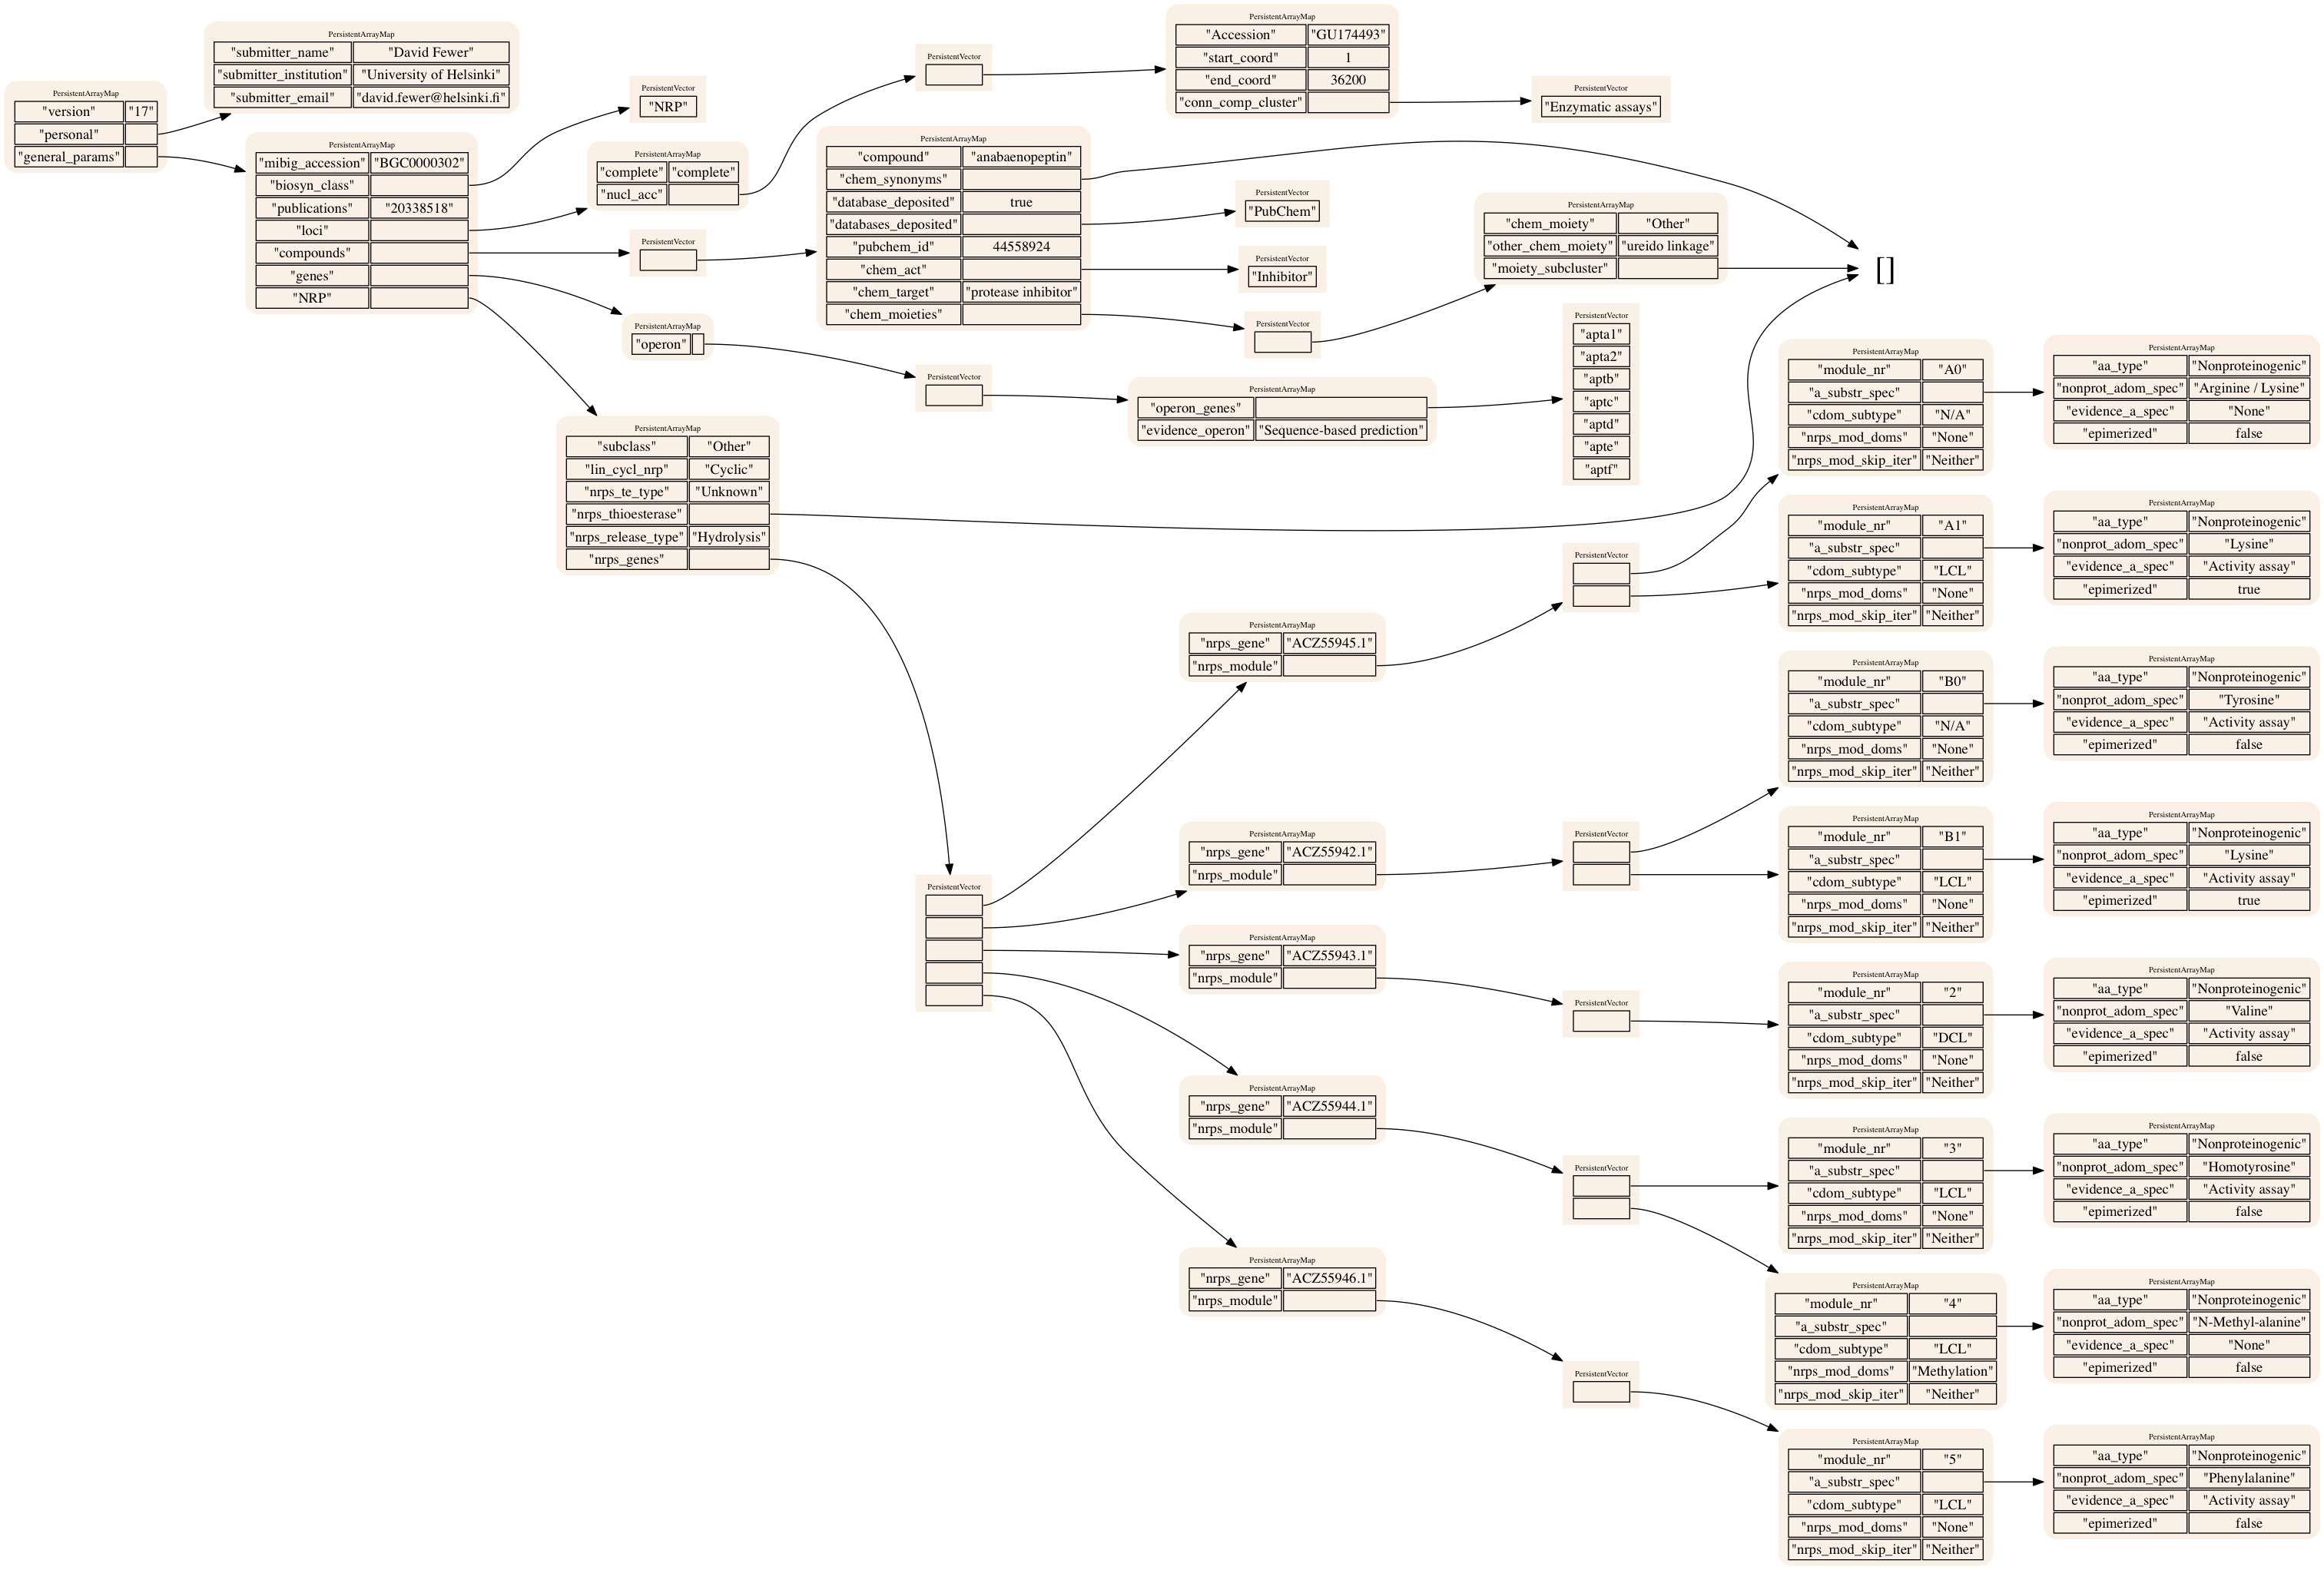 PersistentArrayMap
"version" "17"
"personal"
"general_params"
PersistentArrayMap
"submitter_name" "David Fewer"
"submitter_institution" "University of Helsinki"
"submitter_email" "david.fewer@helsinki.fi"
PersistentArrayMap
"mibig_accession" "BGC0000302"
"biosyn_class"
"publications" "20338518"
"loci"
"compounds"
"genes"
"NRP"
PersistentVector
"NRP"
PersistentArrayMap
"complete" "complete"
"nucl_acc"
PersistentVector
PersistentArrayMap
"operon"
PersistentArrayMap
"subclass" "Other"
"lin_cycl_nrp" "Cyclic"
"nrps_te_type" "Unknown"
"nrps_thioesterase"
"nrps_release_type" "Hydrolysis"
"nrps_genes"
PersistentVector
PersistentArrayMap
"Accession" "GU174493"
"start_coord" 1
"end_coord" 36200
"conn_comp_cluster"
PersistentVector
"Enzymatic assays"
PersistentArrayMap
"compound" "anabaenopeptin"
"chem_synonyms"
"database_deposited" true
"databases_deposited"
"pubchem_id" 44558924
"chem_act"
"chem_target" "protease inhibitor"
"chem_moieties"
PersistentVector
"PubChem"
PersistentVector
"Inhibitor"
PersistentVector
PersistentArrayMap
"chem_moiety" "Other"
"other_chem_moiety" "ureido linkage"
"moiety_subcluster"
[]
PersistentVector
PersistentArrayMap
"operon_genes"
"evidence_operon" "Sequence-based prediction"
PersistentVector
"apta1"
"apta2"
"aptb"
"aptc"
"aptd"
"apte"
"aptf"
PersistentVector
PersistentArrayMap
"nrps_gene" "ACZ55945.1"
"nrps_module"
PersistentVector
PersistentArrayMap
"module_nr" "A0"
"a_substr_spec"
"cdom_subtype" "N/A"
"nrps_mod_doms" "None"
"nrps_mod_skip_iter" "Neither"
PersistentArrayMap
"aa_type" "Nonproteinogenic"
"nonprot_adom_spec" "Arginine / Lysine"
"evidence_a_spec" "None"
"epimerized" false
PersistentArrayMap
"module_nr" "A1"
"a_substr_spec"
"cdom_subtype" "LCL"
"nrps_mod_doms" "None"
"nrps_mod_skip_iter" "Neither"
PersistentArrayMap
"aa_type" "Nonproteinogenic"
"nonprot_adom_spec" "Lysine"
"evidence_a_spec" "Activity assay"
"epimerized" true
PersistentArrayMap
"nrps_gene" "ACZ55942.1"
"nrps_module"
PersistentVector
PersistentArrayMap
"module_nr" "B0"
"a_substr_spec"
"cdom_subtype" "N/A"
"nrps_mod_doms" "None"
"nrps_mod_skip_iter" "Neither"
PersistentArrayMap
"aa_type" "Nonproteinogenic"
"nonprot_adom_spec" "Tyrosine"
"evidence_a_spec" "Activity assay"
"epimerized" false
PersistentArrayMap
"module_nr" "B1"
"a_substr_spec"
"cdom_subtype" "LCL"
"nrps_mod_doms" "None"
"nrps_mod_skip_iter" "Neither"
PersistentArrayMap
"aa_type" "Nonproteinogenic"
"nonprot_adom_spec" "Lysine"
"evidence_a_spec" "Activity assay"
"epimerized" true
PersistentArrayMap
"nrps_gene" "ACZ55943.1"
"nrps_module"
PersistentVector
PersistentArrayMap
"module_nr" "2"
"a_substr_spec"
"cdom_subtype" "DCL"
"nrps_mod_doms" "None"
"nrps_mod_skip_iter" "Neither"
PersistentArrayMap
"aa_type" "Nonproteinogenic"
"nonprot_adom_spec" "Valine"
"evidence_a_spec" "Activity assay"
"epimerized" false
PersistentArrayMap
"nrps_gene" "ACZ55944.1"
"nrps_module"
PersistentVector
PersistentArrayMap
"module_nr" "3"
"a_substr_spec"
"cdom_subtype" "LCL"
"nrps_mod_doms" "None"
"nrps_mod_skip_iter" "Neither"
PersistentArrayMap
"aa_type" "Nonproteinogenic"
"nonprot_adom_spec" "Homotyrosine"
"evidence_a_spec" "Activity assay"
"epimerized" false
PersistentArrayMap
"module_nr" "4"
"a_substr_spec"
"cdom_subtype" "LCL"
"nrps_mod_doms" "Methylation"
"nrps_mod_skip_iter" "Neither"
PersistentArrayMap
"aa_type" "Nonproteinogenic"
"nonprot_adom_spec" "N-Methyl-alanine"
"evidence_a_spec" "None"
"epimerized" false
PersistentArrayMap
"nrps_gene" "ACZ55946.1"
"nrps_module"
PersistentVector
PersistentArrayMap
"module_nr" "5"
"a_substr_spec"
"cdom_subtype" "LCL"
"nrps_mod_doms" "None"
"nrps_mod_skip_iter" "Neither"
PersistentArrayMap
"aa_type" "Nonproteinogenic"
"nonprot_adom_spec" "Phenylalanine"
"evidence_a_spec" "Activity assay"
"epimerized" false